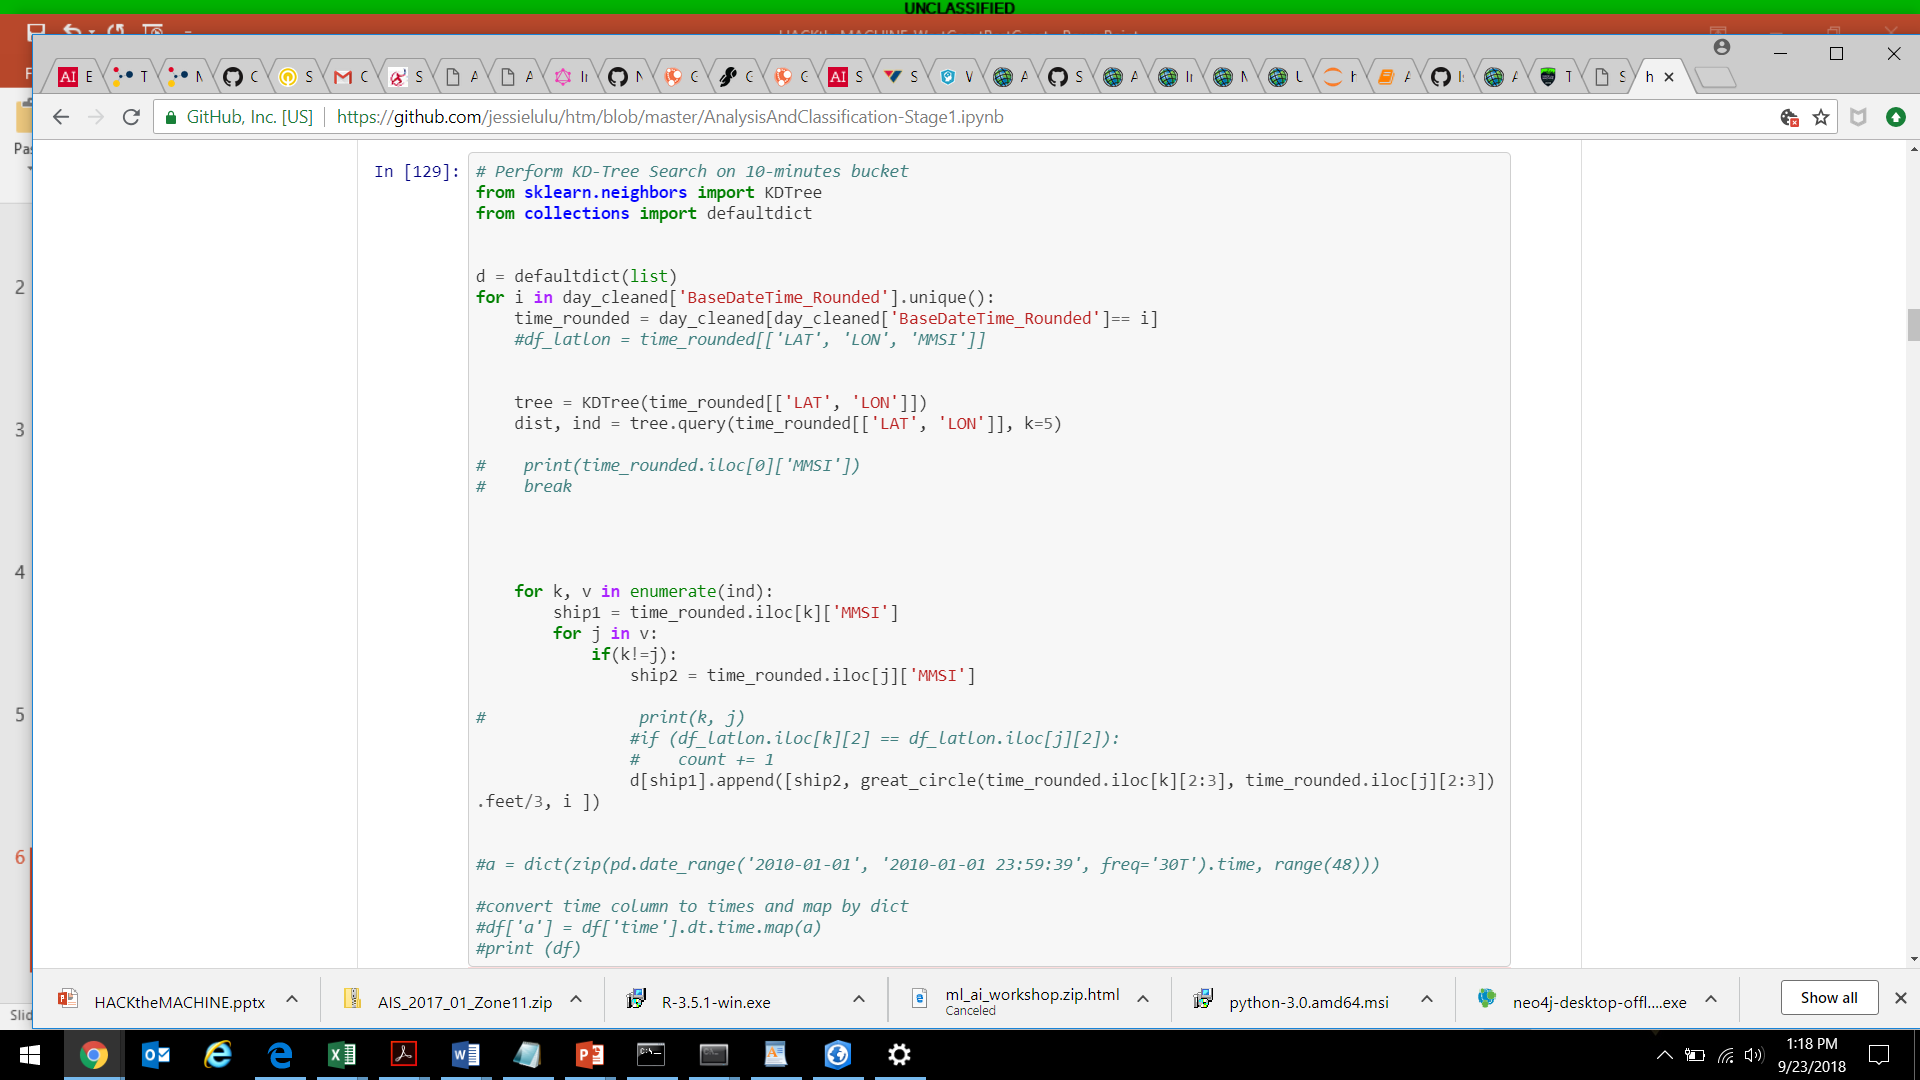 UNCLASSIFIED
E
T
C
S
C
S
A
A
G
G
G
S
S
A
S
A
M
U
h
A
A
T
S
h
GitHub, Inc. [US]
https://github.com/jessielulu/htm/blob/master/AnalysisAndClassification-Stage1.ipynb
2
3
4
5
6
In [129]:
# Perform KD-Tree Search on 10-minutes bucket
from sklearn.neighbors import KDTree
from collections import defaultdict
d = defaultdict(list)
for i in day_cleaned['BaseDateTime_Rounded'].unique():
    time_rounded = day_cleaned[day_cleaned['BaseDateTime_Rounded']== i]
    #df_latlon = time_rounded[['LAT', 'LON', 'MMSI']]
    tree = KDTree(time_rounded[['LAT', 'LON']])
    dist, ind = tree.query(time_rounded[['LAT', 'LON']], k=5)
#    print(time_rounded.iloc[0]['MMSI'])
#    break
    for k, v in enumerate(ind):
        ship1 = time_rounded.iloc[k]['MMSI']
        for j in v:
            if(k!=j):
                ship2 = time_rounded.iloc[j]['MMSI']
#                print(k, j)
                #if (df_latlon.iloc[k][2] == df_latlon.iloc[j][2]):
                #    count += 1
                d[ship1].append([ship2, great_circle(time_rounded.iloc[k][2:3], time_rounded.iloc[j][2:3])
.feet/3, i ])
#a = dict(zip(pd.date_range('2010-01-01', '2010-01-01 23:59:39', freq='30T').time, range(48)))
#convert time column to times and map by dict
#df['a'] = df['time'].dt.time.map(a)
#print (df)
HACKtheMACHINE.pptx
AIS_2017_01_Zone11.zip
R-3.5.1-win.exe
ml_ai_workshop.zip.html
Canceled
python-3.0.amd64.msi
neo4j-desktop-offl....exe
Show all
1:18 PM
9/23/2018